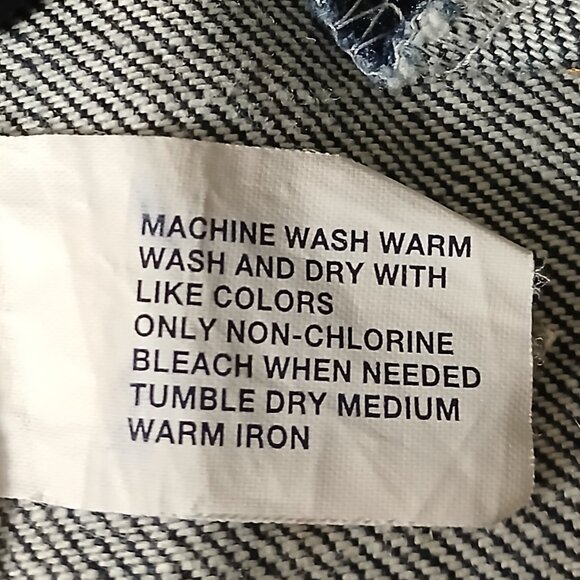 MACHINE WASH WARM
WASH AND DRY WITH
LIKE COLORS
ONLY NON-CHLORINE
BLEACH WHEN NEEDED
TUMBLE DRY MEDIUM
WARM IRON